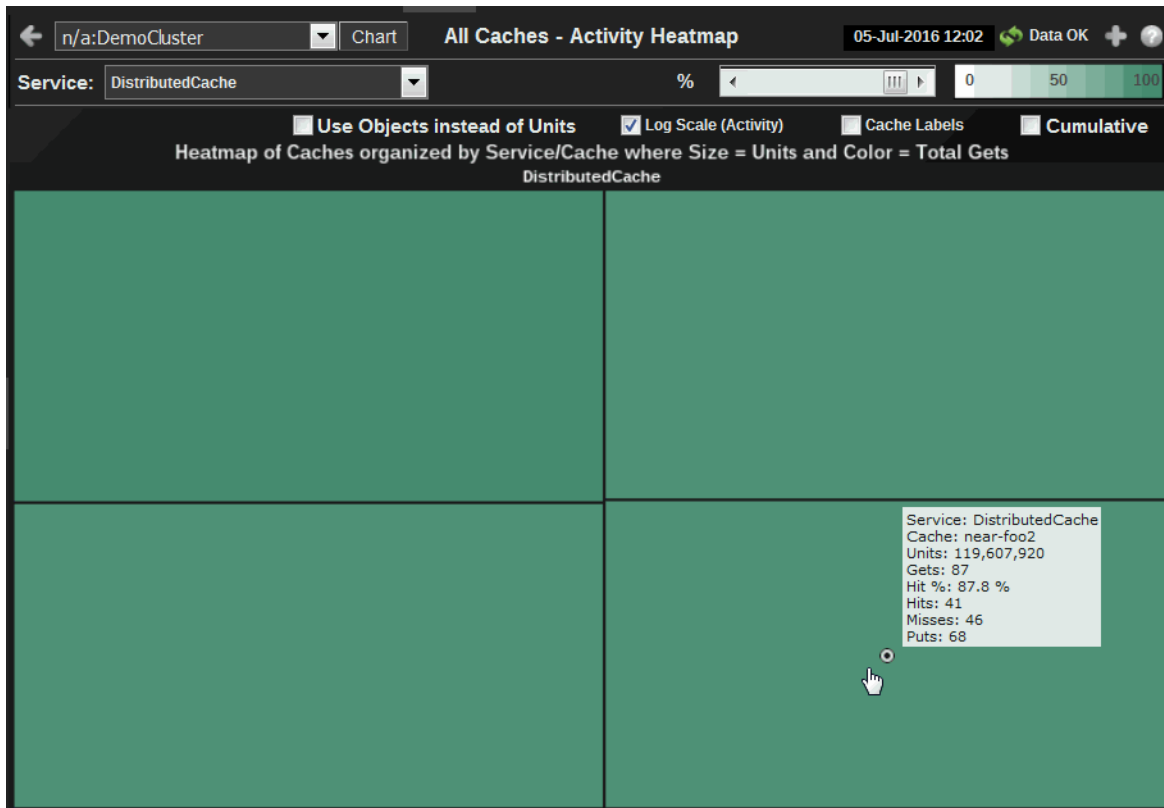 n/a:DemoCluster Chart All Caches - Activity Heatmap 05-Jul-2016 12:02 Data OK ?
Service: DistributedCache % 0 50 100
Use Objects instead of Units Log Scale (Activity) Cache Labels Cumulative
Heatmap of Caches organized by Service/Cache where Size = Units and Color = Total Gets
DistributedCache
Service: DistributedCache
Cache: near-foo2
Units: 119,607,920
Gets: 87
Hit %: 87.8 %
Hits: 41
Misses: 46
Puts: 68